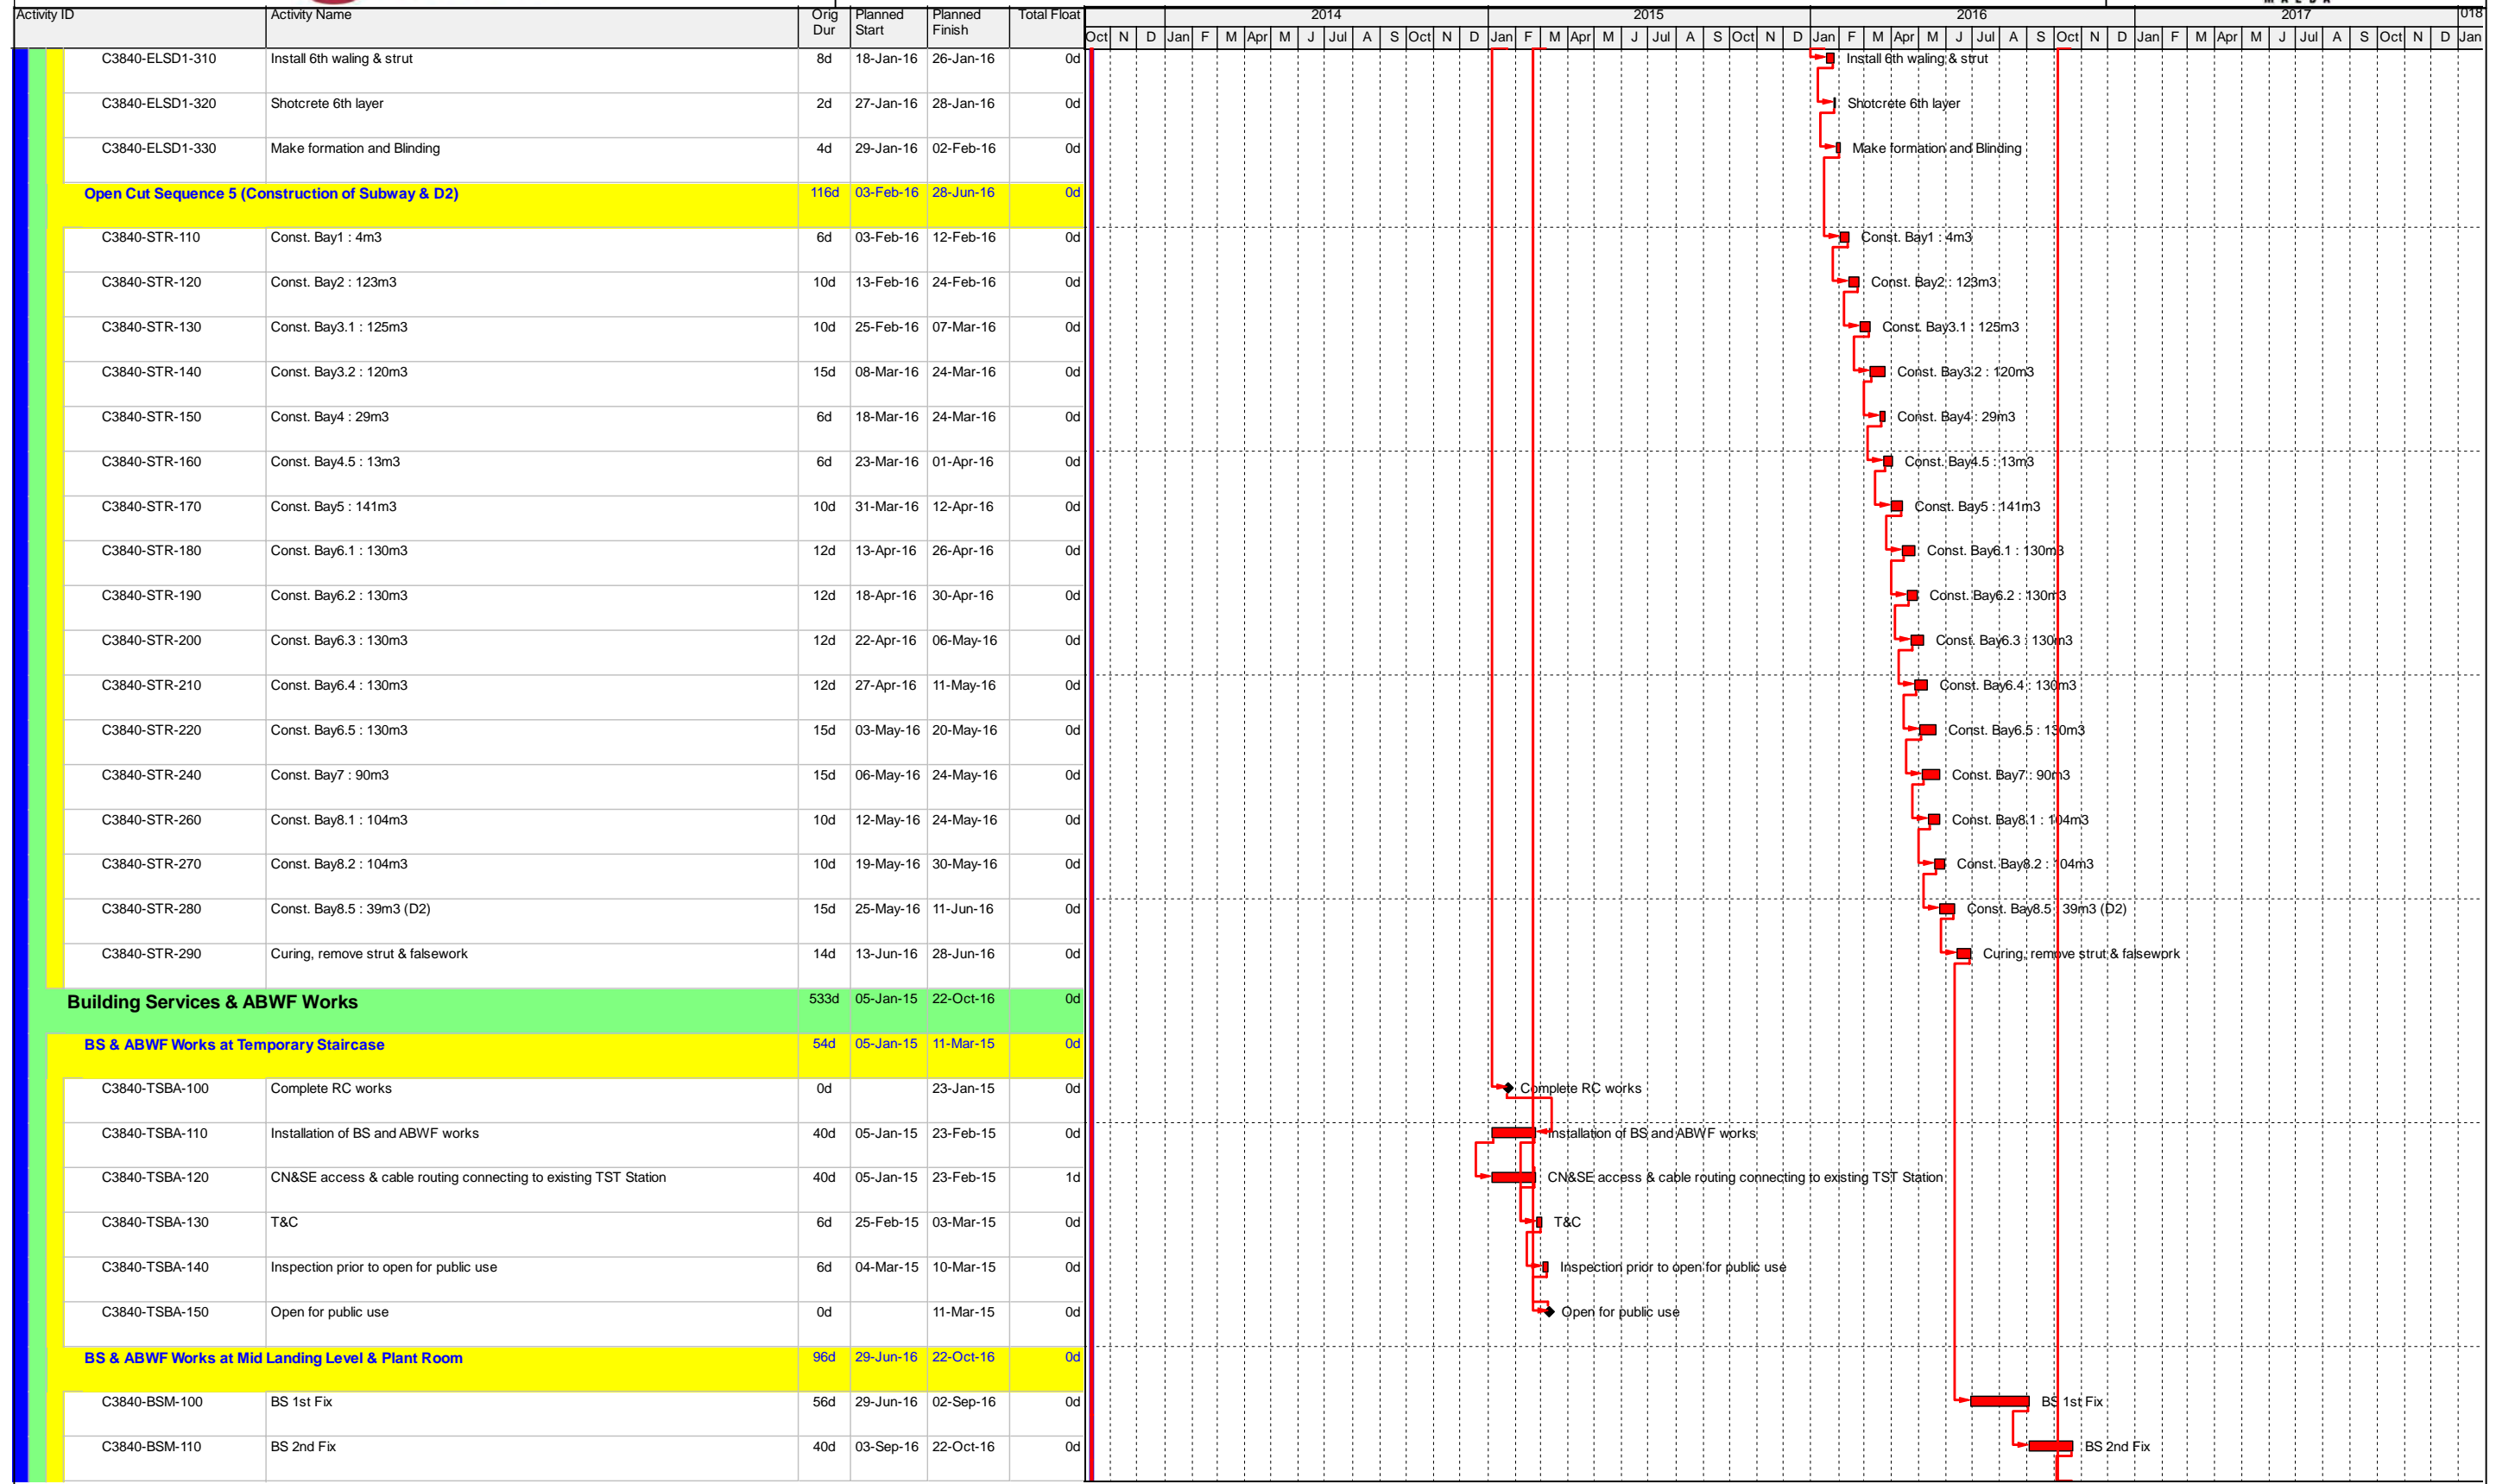 Activity ID Activity Name Orig Dur Planned Start Planned Finish Total Float 2014 2015 2016 2017 018
Oct N D Jan F M Apr M J Jul A S Oct N D Jan F M Apr M J Jul A S Oct N D Jan F M Apr M J Jul A S Oct N D Jan F M Apr M J Jul A S Oct N D Jan
C3840-ELSD1-310 Install 6th waling & strut 8d 18-Jan-16 26-Jan-16 0d Install 6th waling & strut
C3840-ELSD1-320 Shotcrete 6th layer 2d 27-Jan-16 28-Jan-16 0d Shotcrete 6th layer
C3840-ELSD1-330 Make formation and Blinding 4d 29-Jan-16 02-Feb-16 0d Make formation and Blinding
Open Cut Sequence 5 (Construction of Subway & D2) 116d 03-Feb-16 28-Jun-16 0d
C3840-STR-110 Const. Bay1 : 4m3 6d 03-Feb-16 12-Feb-16 0d Const. Bay1 : 4m3
C3840-STR-120 Const. Bay2 : 123m3 10d 13-Feb-16 24-Feb-16 0d Const. Bay2 : 123m3
C3840-STR-130 Const. Bay3.1 : 125m3 10d 25-Feb-16 07-Mar-16 0d Const. Bay3.1 : 125m3
C3840-STR-140 Const. Bay3.2 : 120m3 15d 08-Mar-16 24-Mar-16 0d Const. Bay3.2 : 120m3
C3840-STR-150 Const. Bay4 : 29m3 6d 18-Mar-16 24-Mar-16 0d Const. Bay4 : 29m3
C3840-STR-160 Const. Bay4.5 : 13m3 6d 23-Mar-16 01-Apr-16 0d Const. Bay4.5 : 13m3
C3840-STR-170 Const. Bay5 : 141m3 10d 31-Mar-16 12-Apr-16 0d Const. Bay5 : 141m3
C3840-STR-180 Const. Bay6.1 : 130m3 12d 13-Apr-16 26-Apr-16 0d Const. Bay6.1 : 130m3
C3840-STR-190 Const. Bay6.2 : 130m3 12d 18-Apr-16 30-Apr-16 0d Const. Bay6.2 : 130m3
C3840-STR-200 Const. Bay6.3 : 130m3 12d 22-Apr-16 06-May-16 0d Const. Bay6.3 : 130m3
C3840-STR-210 Const. Bay6.4 : 130m3 12d 27-Apr-16 11-May-16 0d Const. Bay6.4 : 130m3
C3840-STR-220 Const. Bay6.5 : 130m3 15d 03-May-16 20-May-16 0d Const. Bay6.5 : 130m3
C3840-STR-240 Const. Bay7 : 90m3 15d 06-May-16 24-May-16 0d Const. Bay7 : 90m3
C3840-STR-260 Const. Bay8.1 : 104m3 10d 12-May-16 24-May-16 0d Const. Bay8.1 : 104m3
C3840-STR-270 Const. Bay8.2 : 104m3 10d 19-May-16 30-May-16 0d Const. Bay8.2 : 104m3
C3840-STR-280 Const. Bay8.5 : 39m3 (D2) 15d 25-May-16 11-Jun-16 0d Const. Bay8.5 : 39m3 (D2)
C3840-STR-290 Curing, remove strut & falsework 14d 13-Jun-16 28-Jun-16 0d Curing, remove strut & falsework
Building Services & ABWF Works 533d 05-Jan-15 22-Oct-16 0d
BS & ABWF Works at Temporary Staircase 54d 05-Jan-15 11-Mar-15 0d
C3840-TSBA-100 Complete RC works 0d 23-Jan-15 0d Complete RC works
C3840-TSBA-110 Installation of BS and ABWF works 40d 05-Jan-15 23-Feb-15 0d Installation of BS and ABWF works
C3840-TSBA-120 CN&SE access & cable routing connecting to existing TST Station 40d 05-Jan-15 23-Feb-15 1d CN&SE access & cable routing connecting to existing TST Station
C3840-TSBA-130 T&C 6d 25-Feb-15 03-Mar-15 0d T&C
C3840-TSBA-140 Inspection prior to open for public use 6d 04-Mar-15 10-Mar-15 0d Inspection prior to open for public use
C3840-TSBA-150 Open for public use 0d 11-Mar-15 0d Open for public use
BS & ABWF Works at Mid Landing Level & Plant Room 96d 29-Jun-16 22-Oct-16 0d
C3840-BSM-100 BS 1st Fix 56d 29-Jun-16 02-Sep-16 0d BS 1st Fix
C3840-BSM-110 BS 2nd Fix 40d 03-Sep-16 22-Oct-16 0d BS 2nd Fix